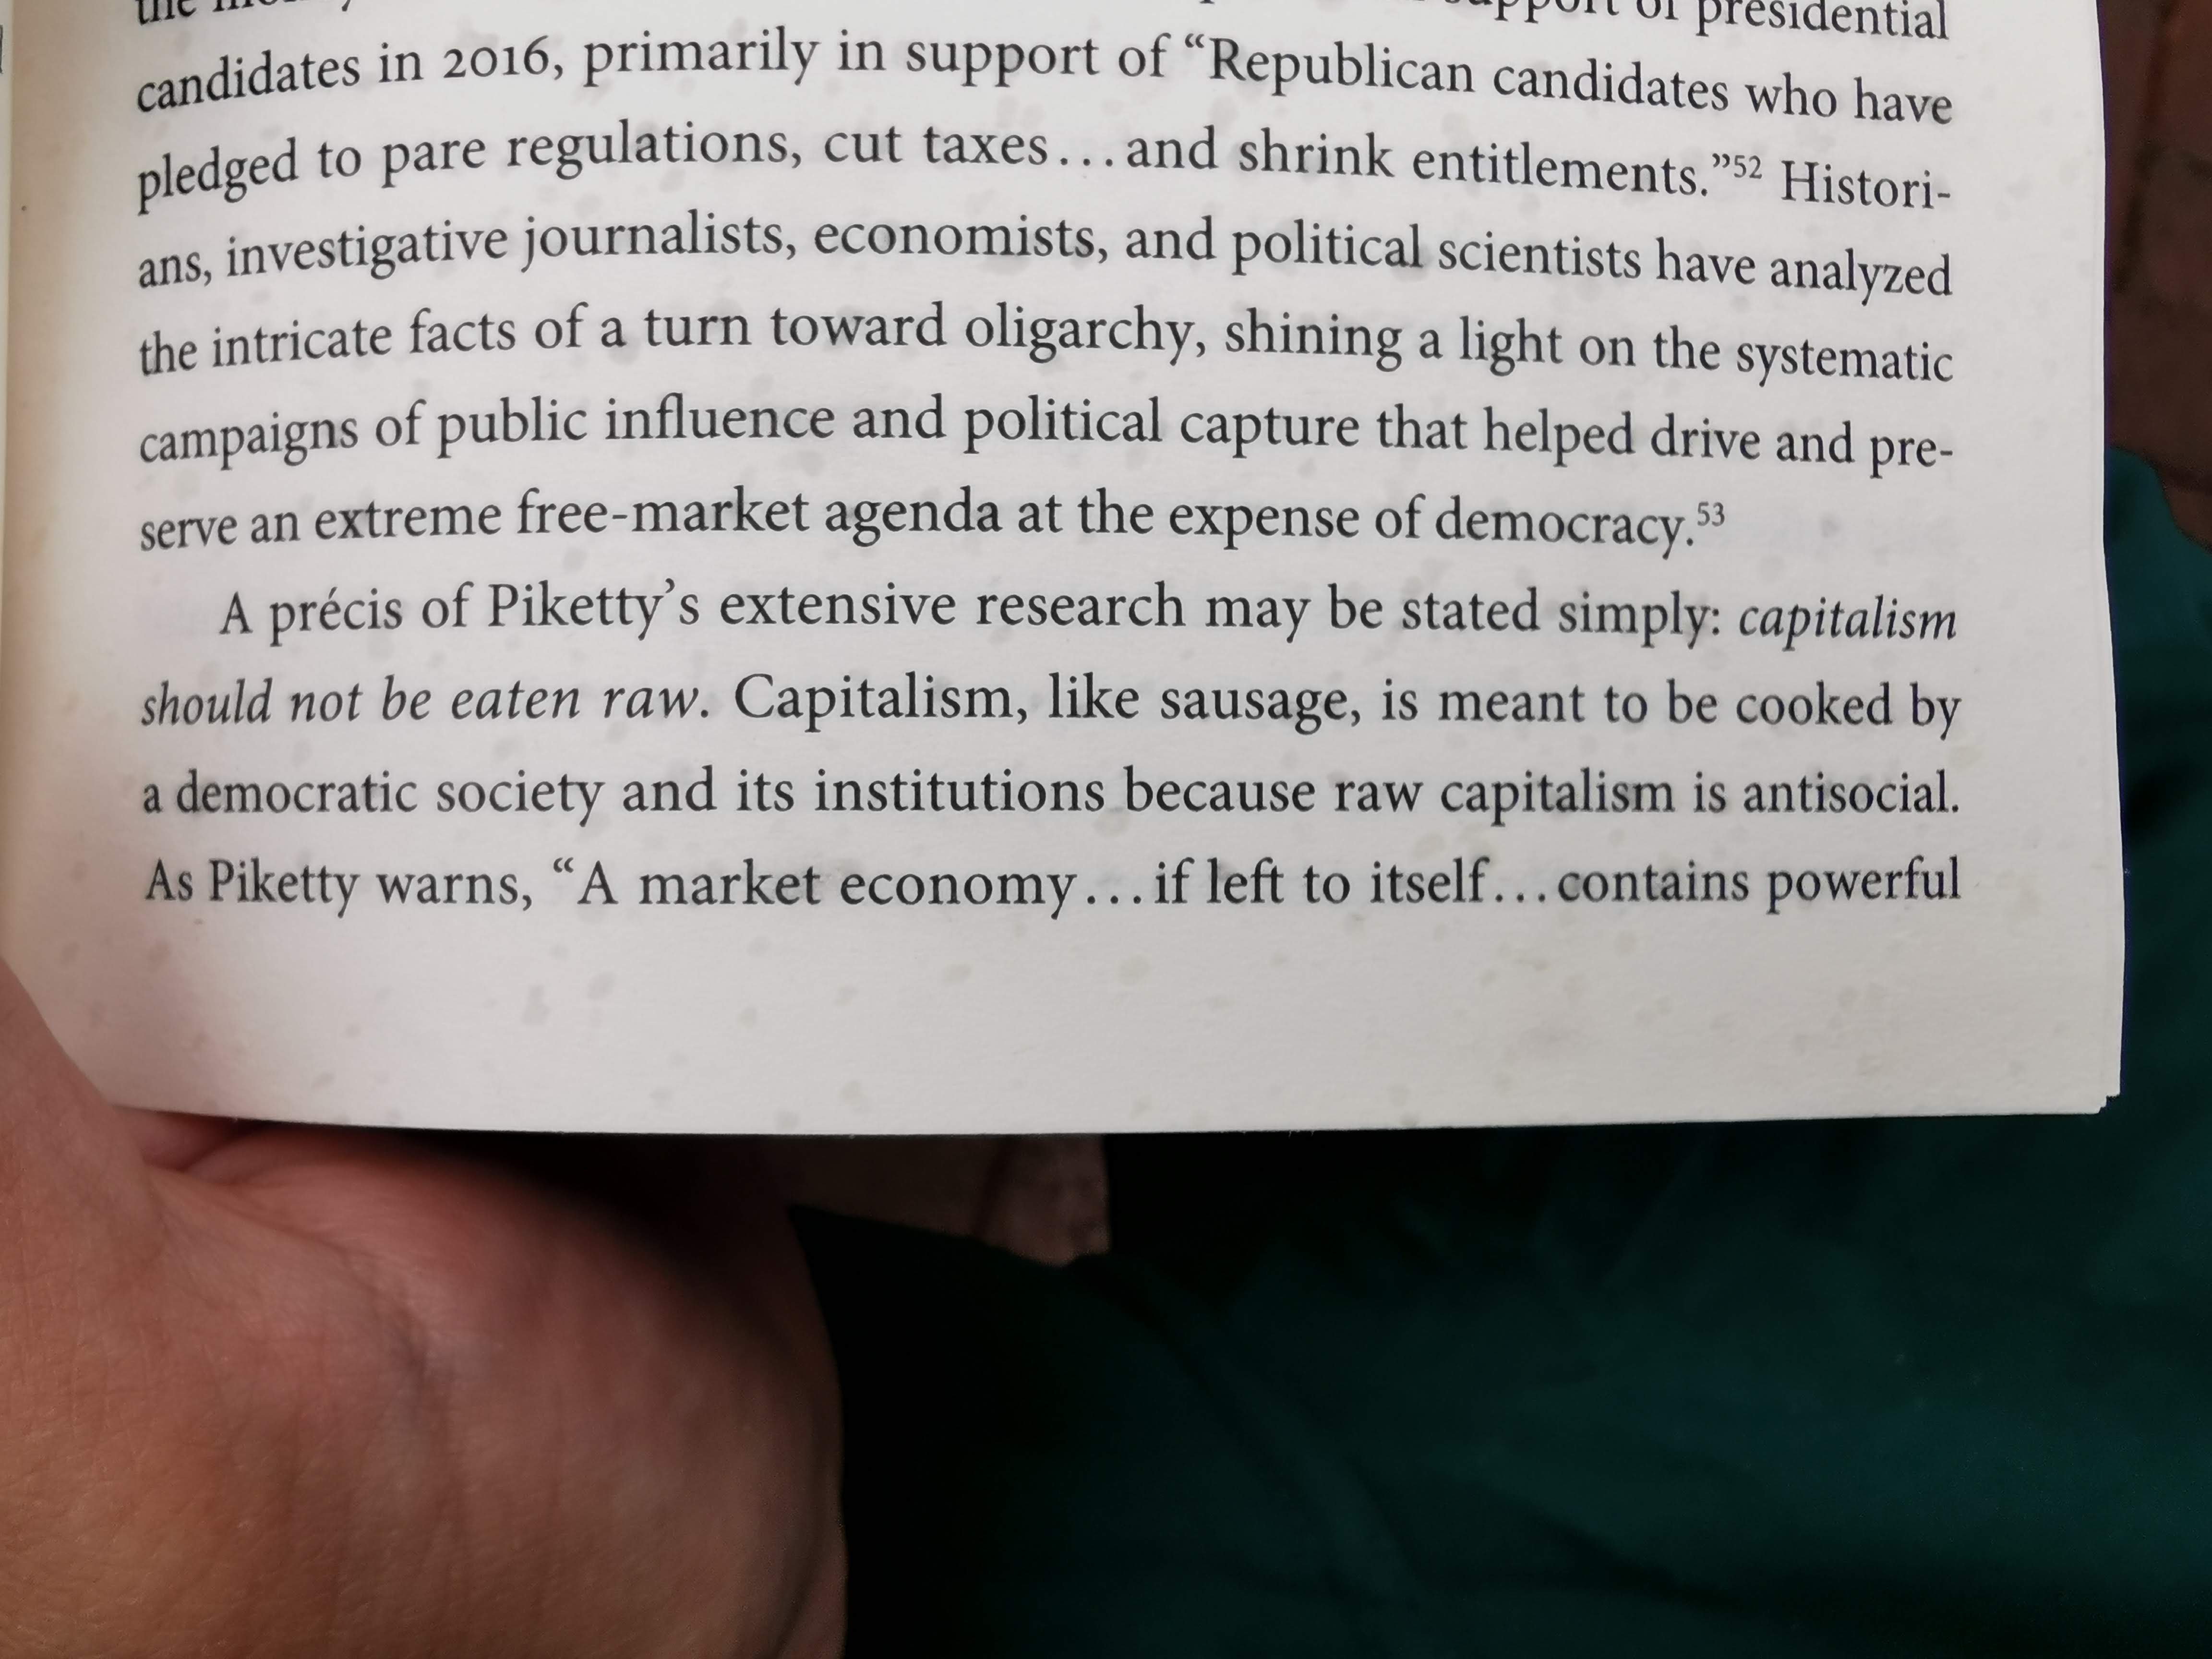 support of presidential
candidates in 2016, primarily in support of “Republican candidates who have
pledged to pare regulations, cut taxes...and shrink entitlements.”52 Histori-
ans, investigative journalists, economists, and political scientists have analyzed
the intricate facts of a turn toward oligarchy, shining a light on the systematic
campaigns of public influence and political capture that helped drive and pre-
serve an extreme free-market agenda at the expense of democracy.53
A précis of Piketty’s extensive research may be stated simply: capitalism
should not be eaten raw. Capitalism, like sausage, is meant to be cooked by
a democratic society and its institutions because raw capitalism is antisocial.
As Piketty warns, “A market economy...if left to itself...contains powerful